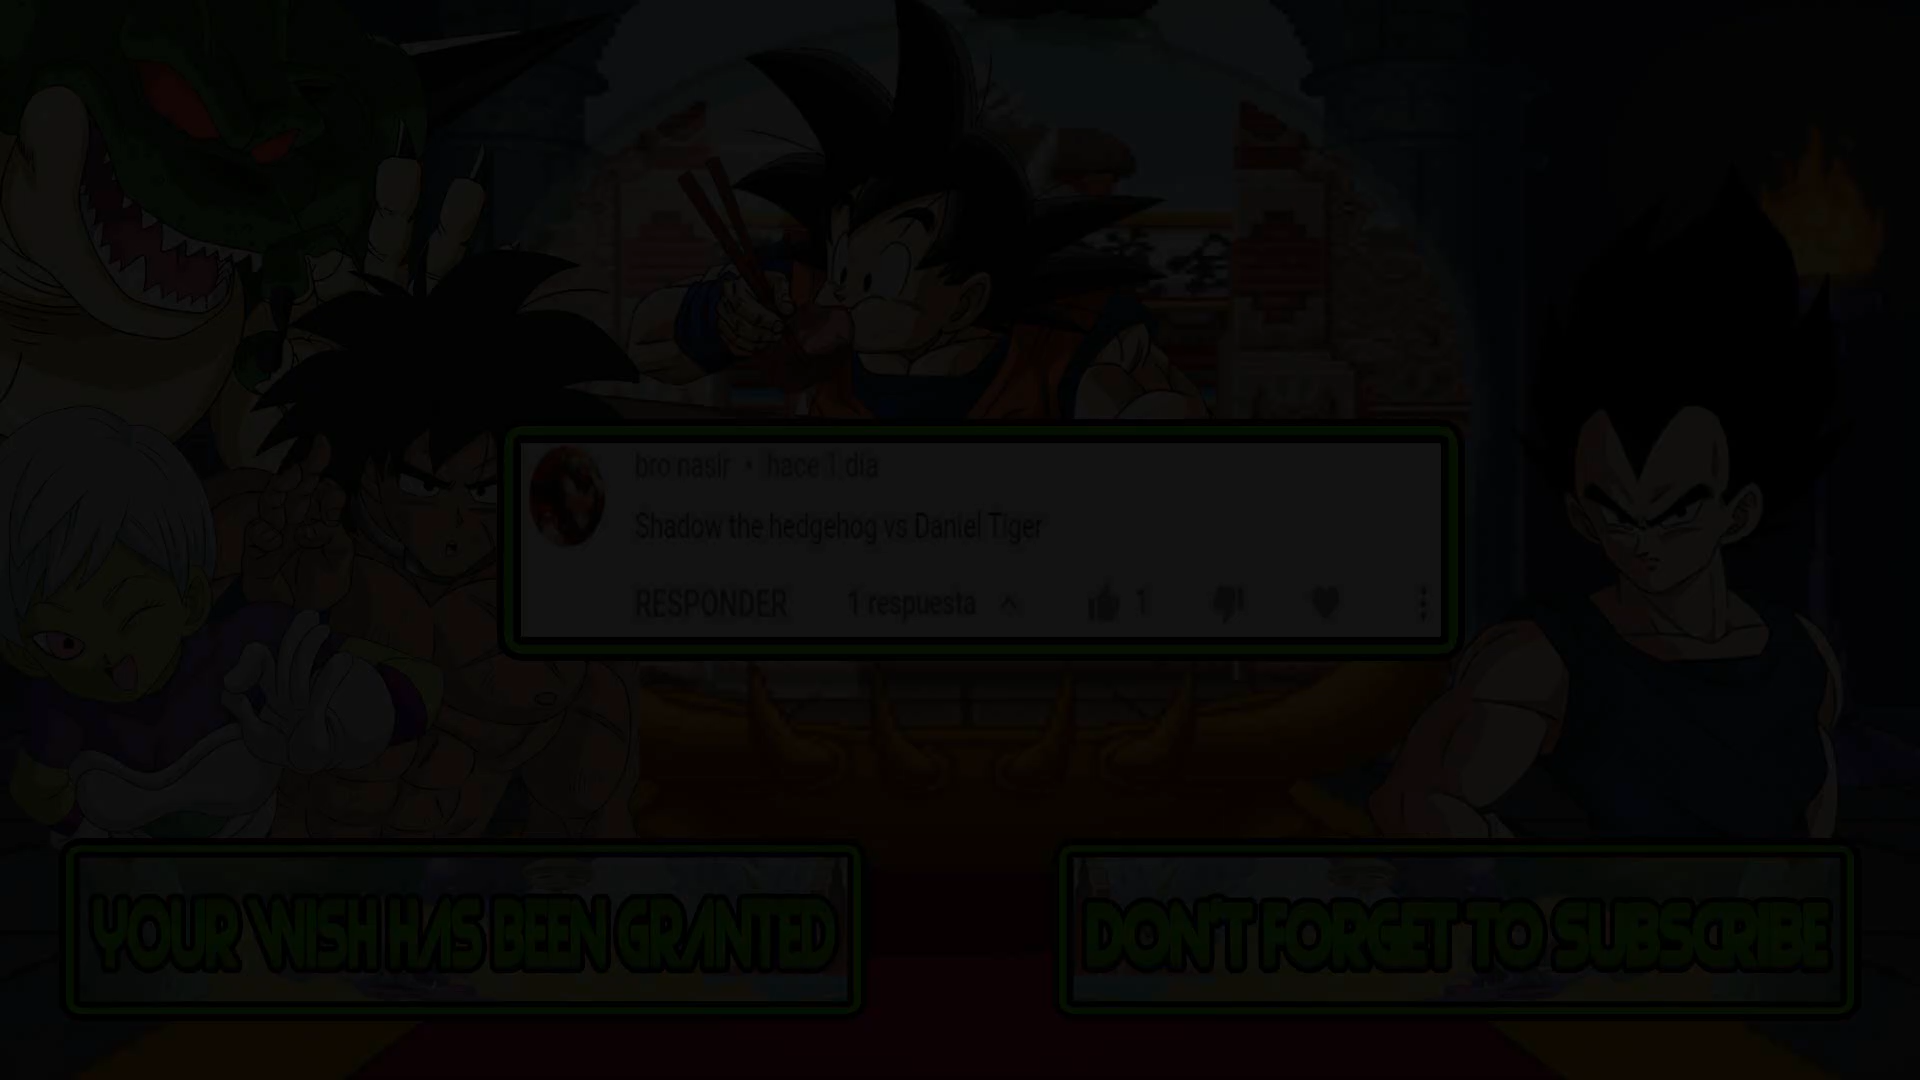 bro nasir • hace 1 día
Shadow the hedgehog vs Daniel Tiger
RESPONDER 1 respuesta 1
YOUR WISH HAS BEEN GRANTED
DON'T FORGET TO SUBSCRIBE